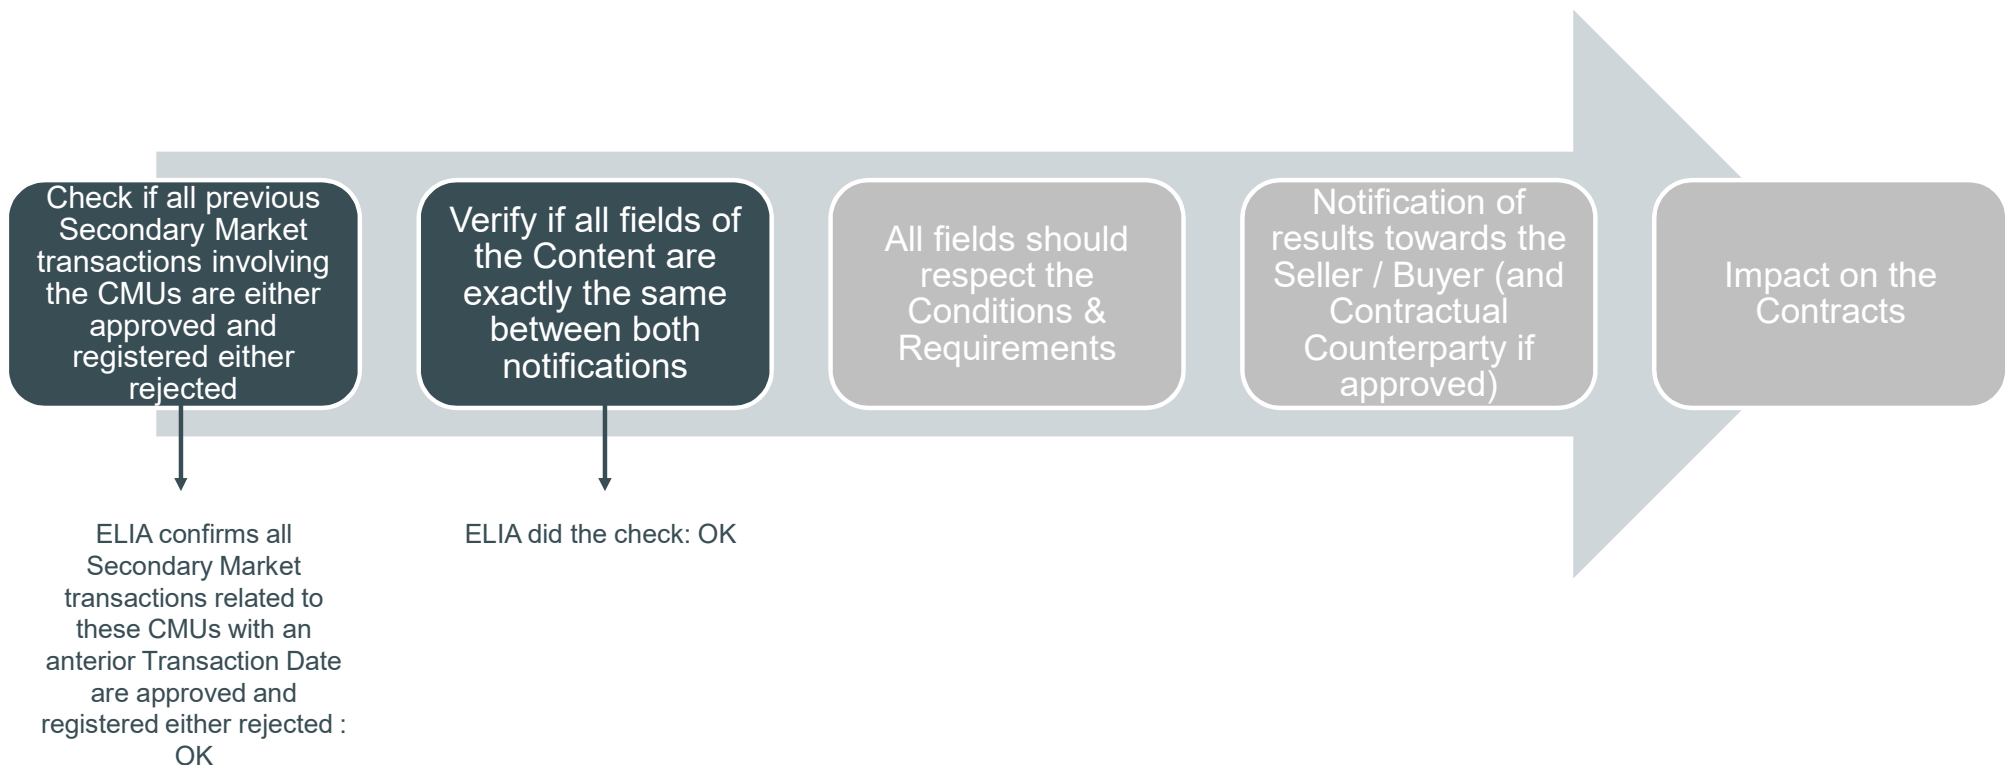 Check if all previous
Secondary Market
transactions involving
the CMUs are either
approved and
registered either
rejected
Verify if all fields of
the Content are
exactly the same
between both
notifications
All fields should
respect the
Conditions &
Requirements
Notification of
results towards the
Seller / Buyer (and
Contractual
Counterparty if
approved)
Impact on the
Contracts
ELIA confirms all
Secondary Market
transactions related to
these CMUs with an
anterior Transaction Date
are approved and
registered either rejected :
OK
ELIA did the check: OK